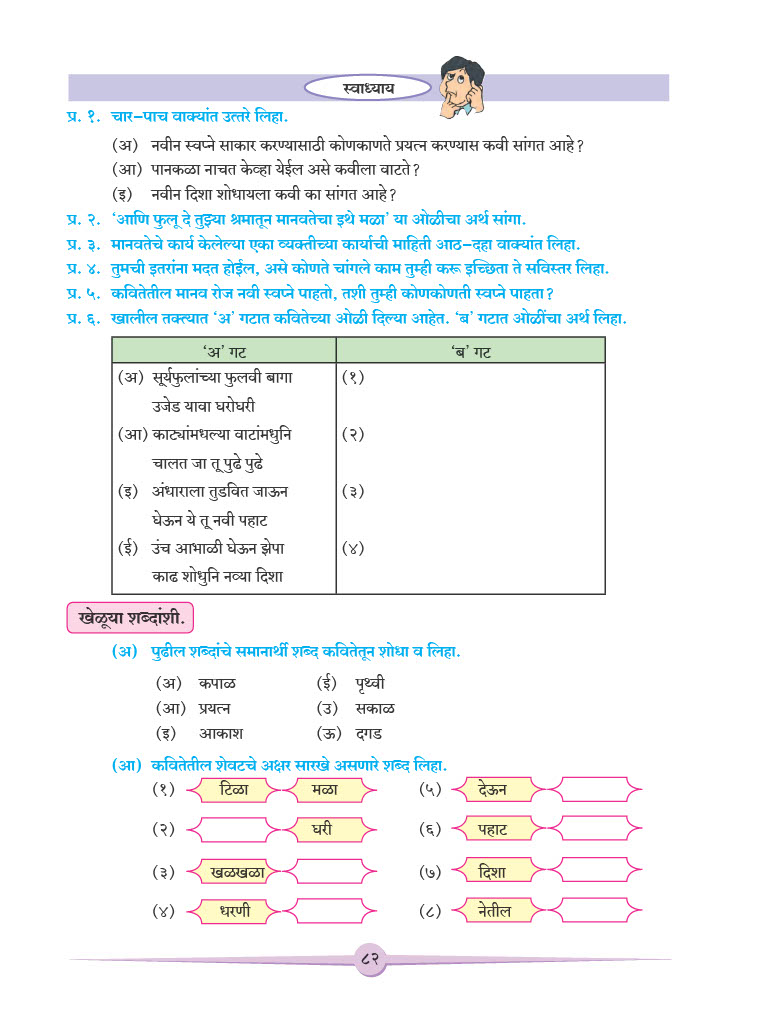 स्वाध्याय
प्र. १. चार-पाच वाक्यांत उत्तरे लिहा.
(अ) नवीन स्वप्ने साकार करण्यासाठी कोणकाणते प्रयत्न करण्यास कवी सांगत आहे?
(आ) पानकळा नाचत केव्हा येईल असे कवीला वाटते?
(इ) नवीन दिशा शोधायला कवी का सांगत आहे?
प्र. २. ‘आणि फुलू दे तुझ्या श्रमातून मानवतेचा इथे मळा’ या ओळीचा अर्थ सांगा.
प्र. ३. मानवतेचे कार्य केलेल्या एका व्यक्तीच्या कार्याची माहिती आठ-दहा वाक्यांत लिहा.
प्र. ४. तुमची इतरांना मदत होईल, असे कोणते चांगले काम तुम्ही करू इच्छिता ते सविस्तर लिहा.
प्र. ५. कवितेतील मानव रोज नवी स्वप्ने पाहतो, तशी तुम्ही कोणकोणती स्वप्ने पाहता?
प्र. ६. खालील तक्त्यात ‘अ’ गटात कवितेच्या ओळी दिल्या आहेत. ‘ब’ गटात ओळींचा अर्थ लिहा.
‘अ’ गट ‘ब’ गट
(अ) सूर्यफुलांच्या फुलवी बागा (१)
उजेड यावा घरोघरी
(आ) काट्यांमधल्या वाटांमधुनि (२)
चालत जा तू पुढे पुढे
(इ) अंधाराला तुडवित जाऊन (३)
घेऊन ये तू नवी पहाट
(ई) उंच आभाळी घेऊन झेपा (४)
काढ शोधुनि नव्या दिशा
खेळूया शब्दांशी.
(अ) पुढील शब्दांचे समानार्थी शब्द कवितेतून शोधा व लिहा.
(अ) कपाळ (ई) पृथ्वी
(आ) प्रयत्न (उ) सकाळ
(इ) आकाश (ऊ) दगड
(आ) कवितेतील शेवटचे अक्षर सारखे असणारे शब्द लिहा.
(१) टिळा मळा (५) देऊन
(२) घरी (६) पहाट
(३) खळखळा (७) दिशा
(४) धरणी (८) नेतील
८२